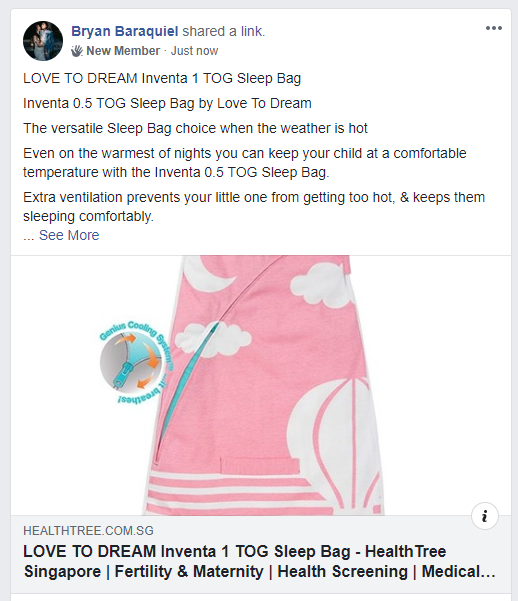 Bryan Baraquiel shared a link.
New Member · Just now
LOVE TO DREAM Inventa 1 TOG Sleep Bag
Inventa 0.5 TOG Sleep Bag by Love To Dream
The versatile Sleep Bag choice when the weather is hot
Even on the warmest of nights you can keep your child at a comfortable
temperature with the Inventa 0.5 TOG Sleep Bag.
Extra ventilation prevents your little one from getting too hot, & keeps them
sleeping comfortably.
... See More
Genius Cooling System™
...it breathes!
HEALTHTREE.COM.SG
LOVE TO DREAM Inventa 1 TOG Sleep Bag - HealthTree
Singapore | Fertility & Maternity | Health Screening | Medical…